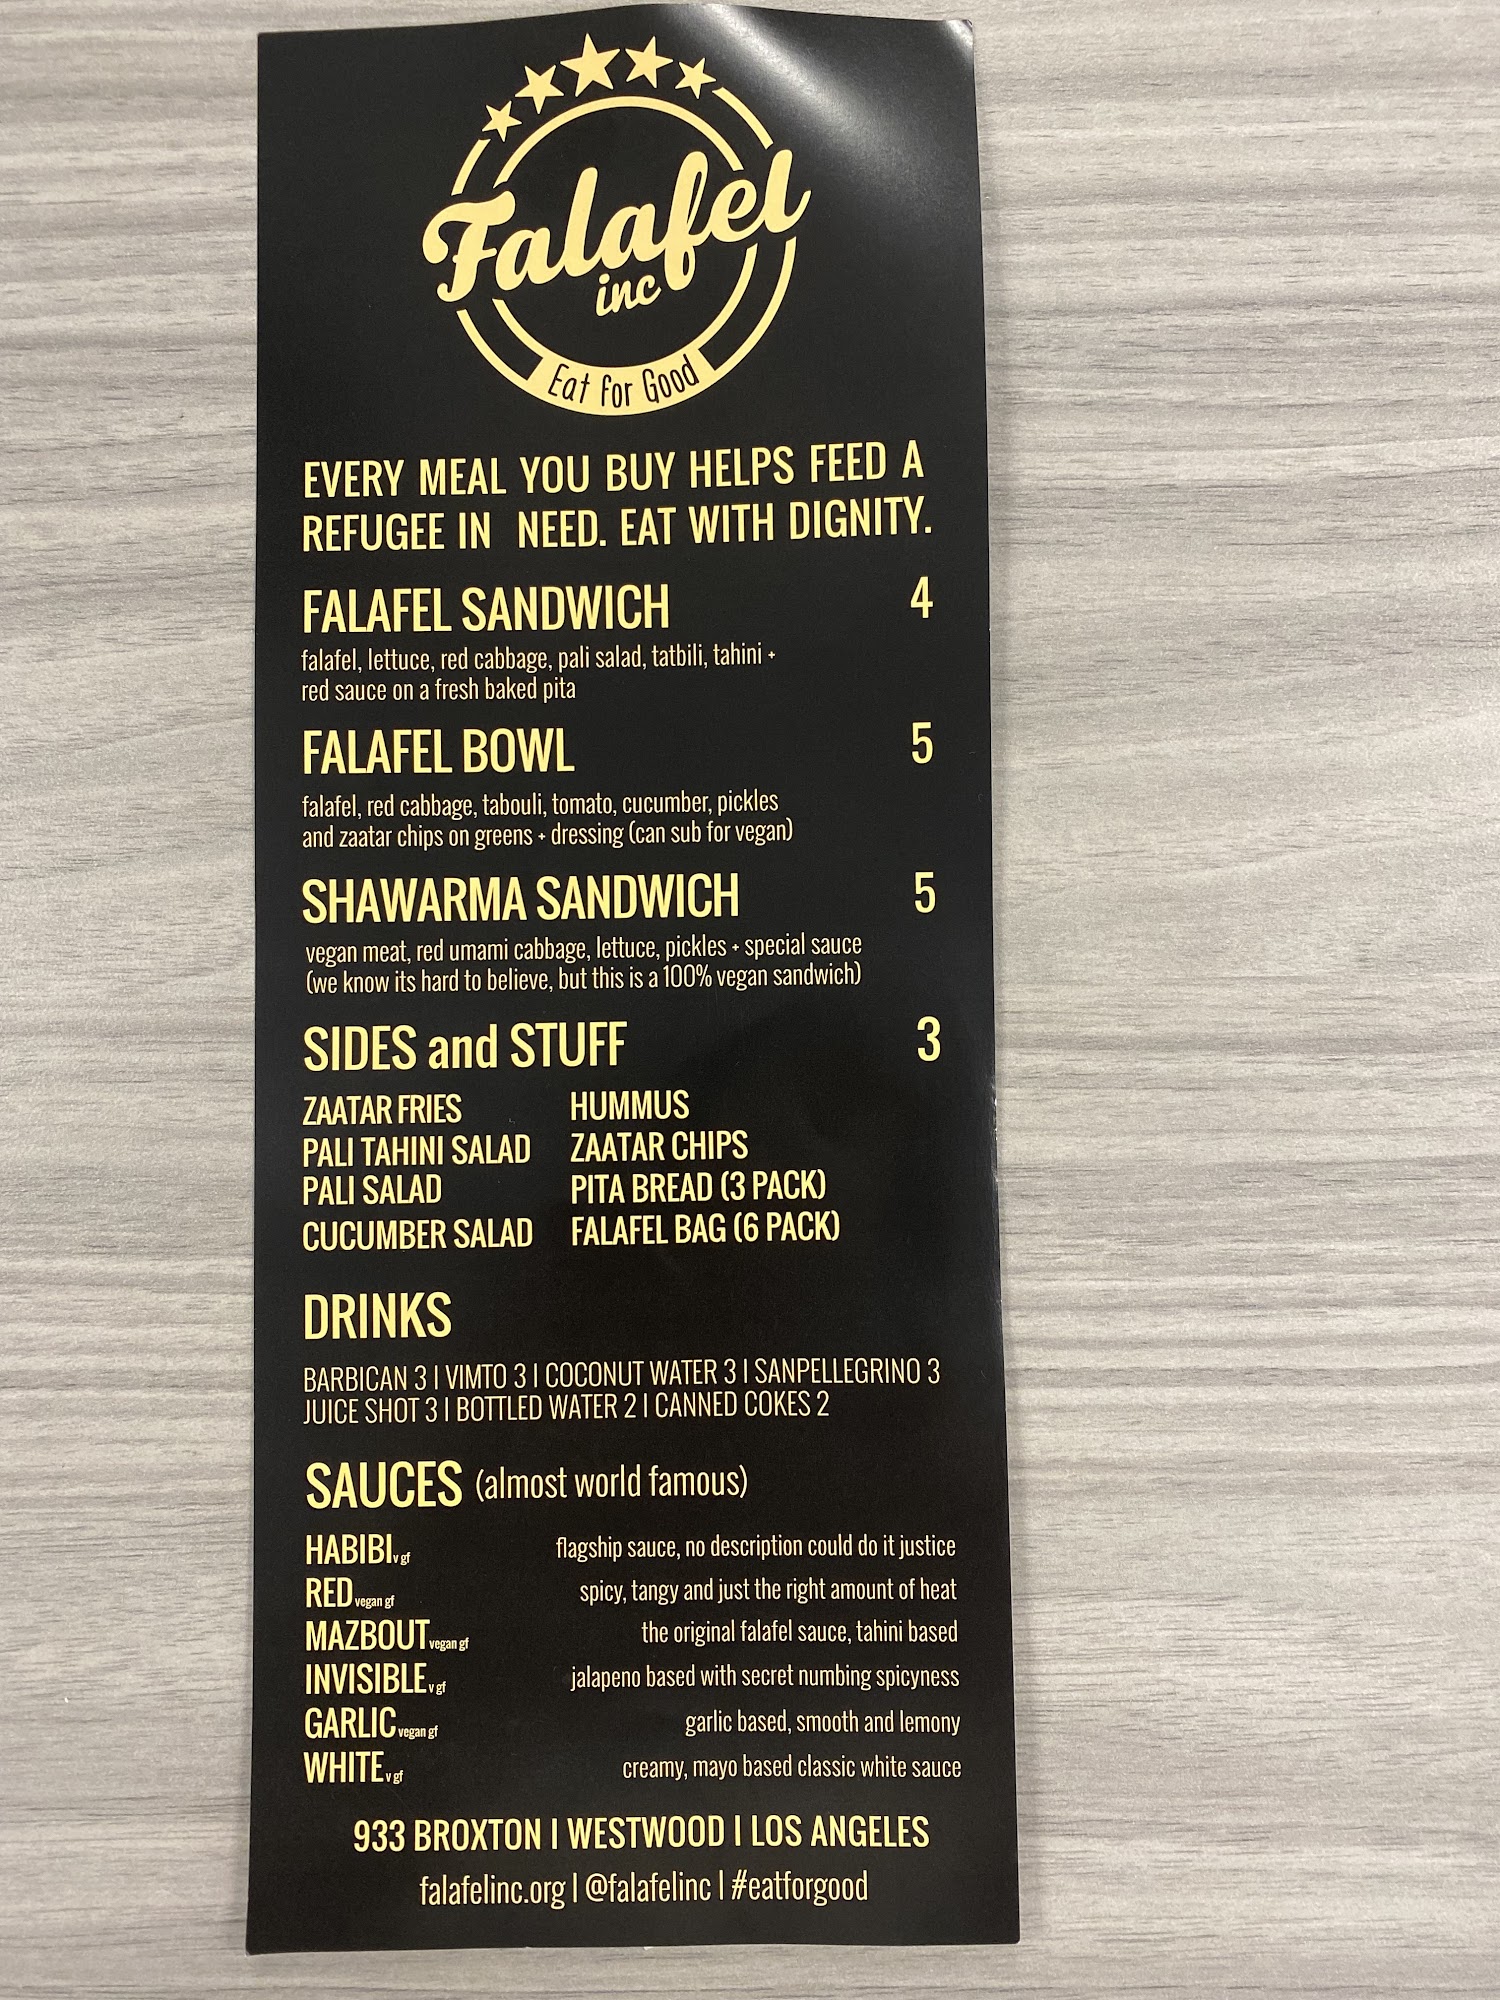 Falafel
inc
Eat for Good
EVERY MEAL YOU BUY HELPS FEED A
REFUGEE IN NEED. EAT WITH DIGNITY.
FALAFEL SANDWICH 4
falafel, lettuce, red cabbage, pali salad, tatbili, tahini +
red sauce on a fresh baked pita
FALAFEL BOWL 5
falafel, red cabbage, tabouli, tomato, cucumber, pickles
and zaatar chips on greens + dressing (can sub for vegan)
SHAWARMA SANDWICH 5
vegan meat, red umami cabbage, lettuce, pickles + special sauce
(we know its hard to believe, but this is a 100% vegan sandwich)
SIDES and STUFF 3
ZAATAR FRIES HUMMUS
PALI TAHINI SALAD ZAATAR CHIPS
PALI SALAD PITA BREAD (3 PACK)
CUCUMBER SALAD FALAFEL BAG (6 PACK)
DRINKS
BARBICAN 3 | VIMTO 3 | COCONUT WATER 3 | SANPELLEGRINO 3
JUICE SHOT 3 | BOTTLED WATER 2 | CANNED COKES 2
SAUCES (almost world famous)
HABIBI v gf flagship sauce, no description could do it justice
RED vegan gf spicy, tangy and just the right amount of heat
MAZBOUT vegan gf the original falafel sauce, tahini based
INVISIBLE v gf jalapeno based with secret numbing spicyness
GARLIC vegan gf garlic based, smooth and lemony
WHITE v gf creamy, mayo based classic white sauce
933 BROXTON | WESTWOOD | LOS ANGELES
falafelinc.org | @falafelinc | #eatforgood